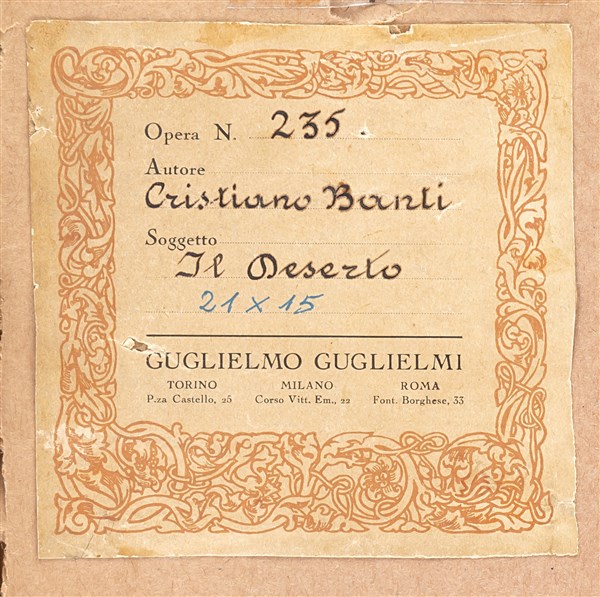 Opera N. 235.
Autore
Cristiano Banti
Soggetto
Il Deserto
21 x 15
GUGLIELMO GUGLIELMI
TORINO MILANO ROMA
P.za Castello, 25 Corso Vitt. Em., 22 Font. Borghese, 33